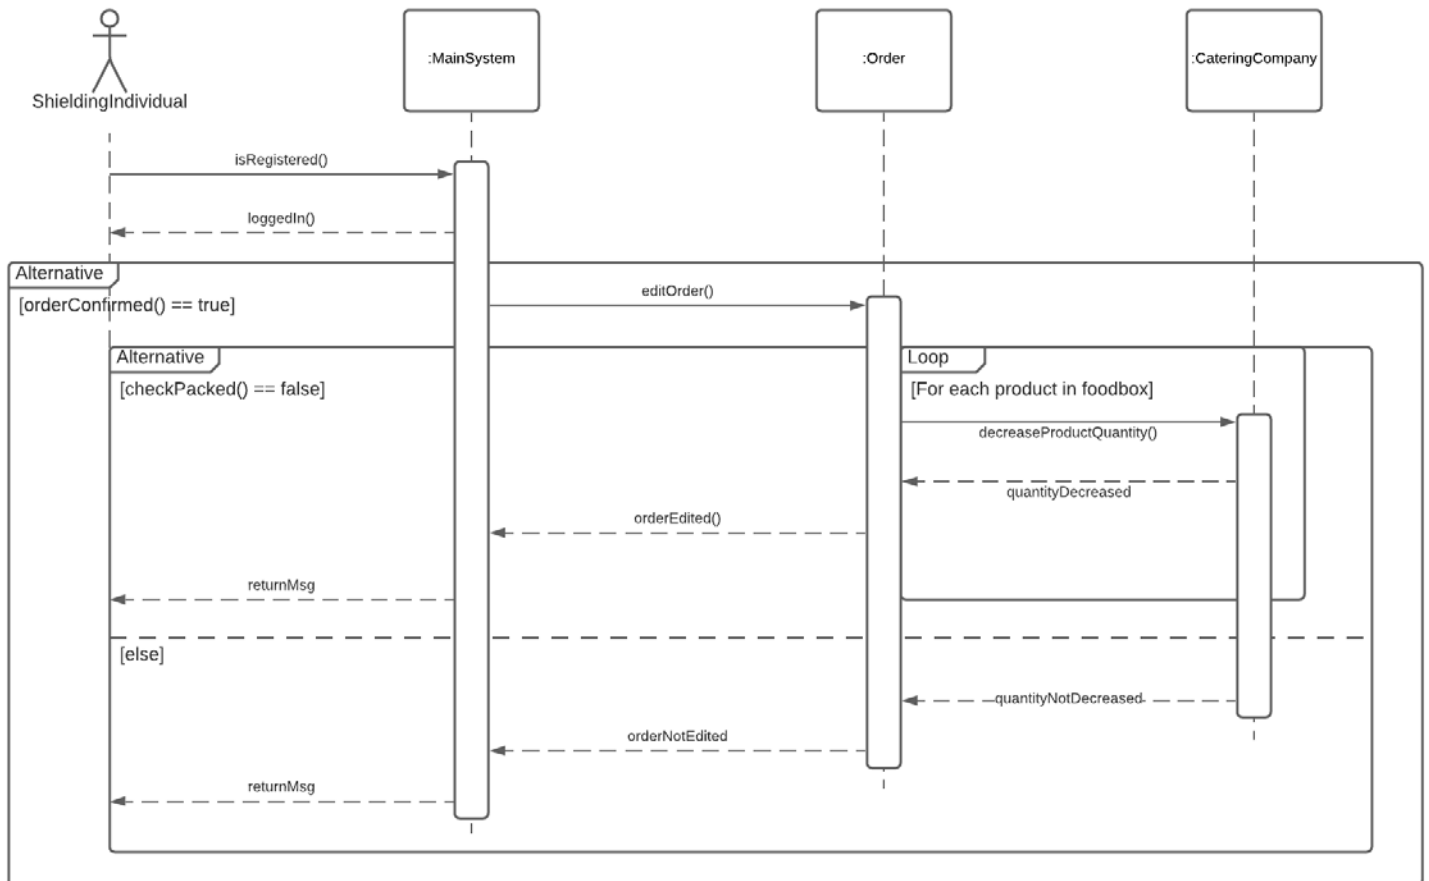 ShieldingIndividual
:MainSystem
:Order
:CateringCompany
isRegistered()
loggedIn()
Alternative
[orderConfirmed() == true]
editOrder()
Alternative
[checkPacked() == false]
Loop
[For each product in foodbox]
decreaseProductQuantity()
quantityDecreased
orderEdited()
returnMsg
[else]
quantityNotDecreased
orderNotEdited
returnMsg